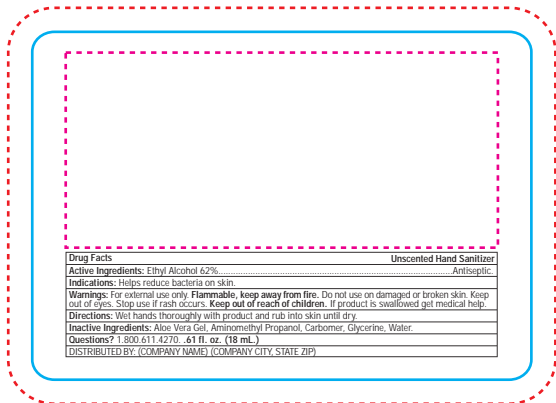 Drug Facts Unscented Hand Sanitizer
Active Ingredients: Ethyl Alcohol 62%..........................................................................................Antiseptic.
Indications: Helps reduce bacteria on skin.
Warnings: For external use only. Flammable, keep away from fire. Do not use on damaged or broken skin. Keep
out of eyes. Stop use if rash occurs. Keep out of reach of children. If product is swallowed get medical help.
Directions: Wet hands thoroughly with product and rub into skin until dry.
Inactive Ingredients: Aloe Vera Gel, Aminomethyl Propanol, Carbomer, Glycerine, Water.
Questions? 1.800.611.4270. .61 fl. oz. (18 mL.)
DISTRIBUTED BY: (COMPANY NAME) (COMPANY CITY, STATE ZIP)